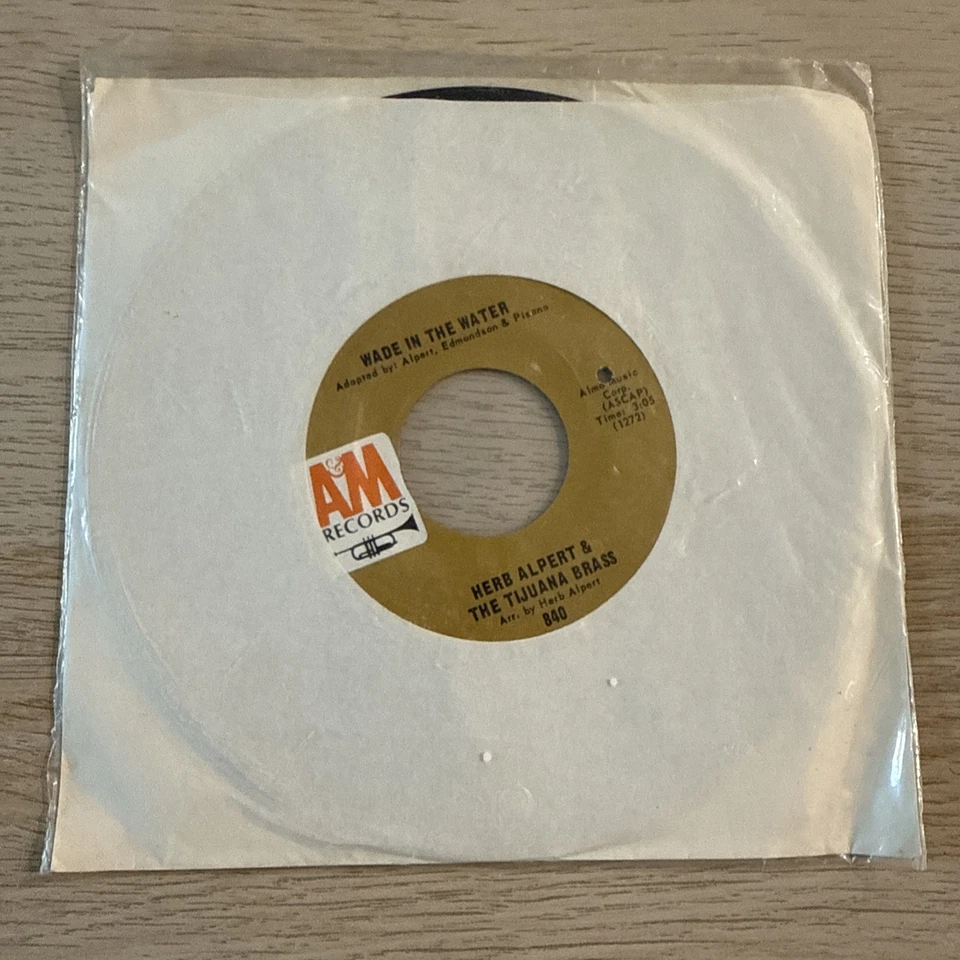 WADE IN THE WATER
Adapted by: Alpert, Edmondson & Pisano
Almo Music
Corp.
(ASCAP)
Time: 3:05
(1272)
A&M
RECORDS
HERB ALPERT &
THE TIJUANA BRASS
Arr. by Herb Alpert
840